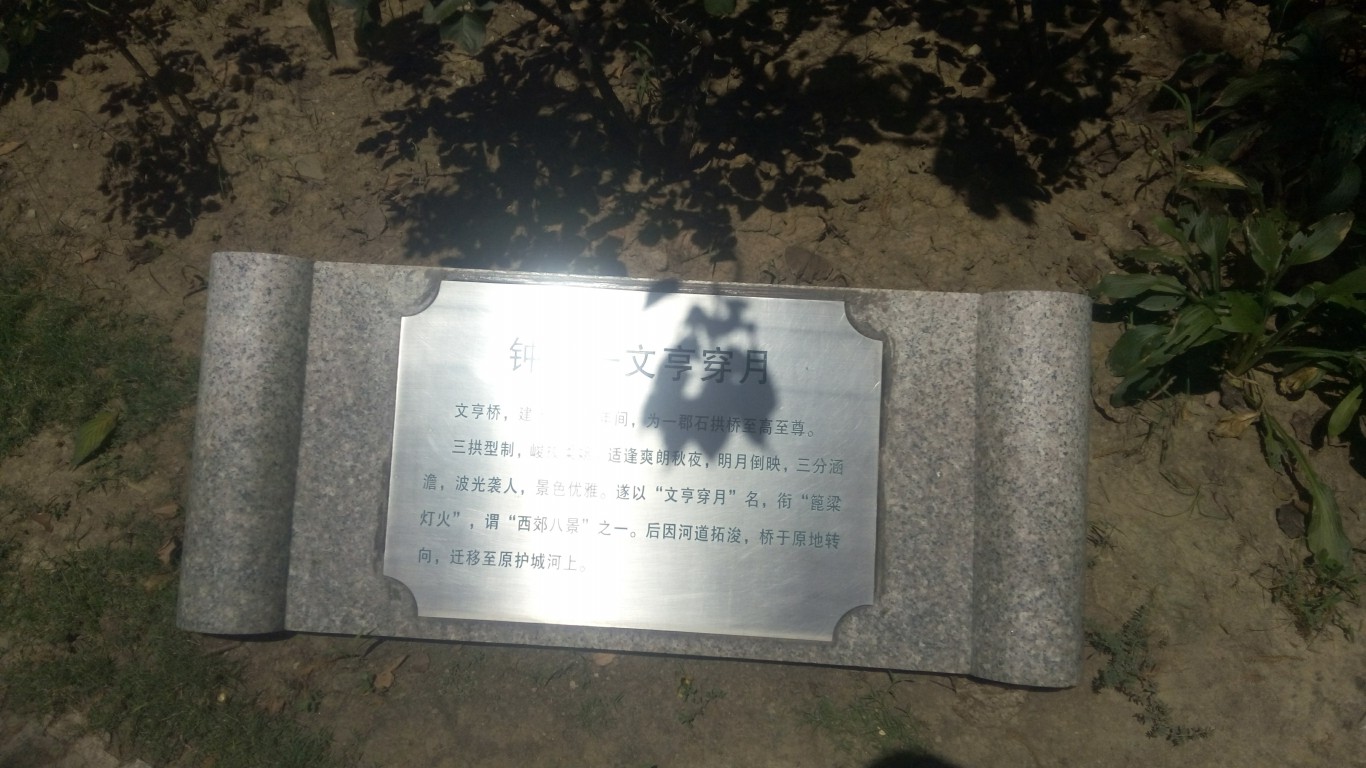 钟 一文亨穿月
文亨桥，建 年间，为一郡石拱桥至高至尊。
三拱型制，峻 适逢爽朗秋夜，明月倒映，三分涵
澹，波光袭人，景色优雅。遂以“文亨穿月”名，衔“篦梁
灯火”，谓“西郊八景”之一。后因河道拓浚，桥于原地转
向，迁移至原护城河上。